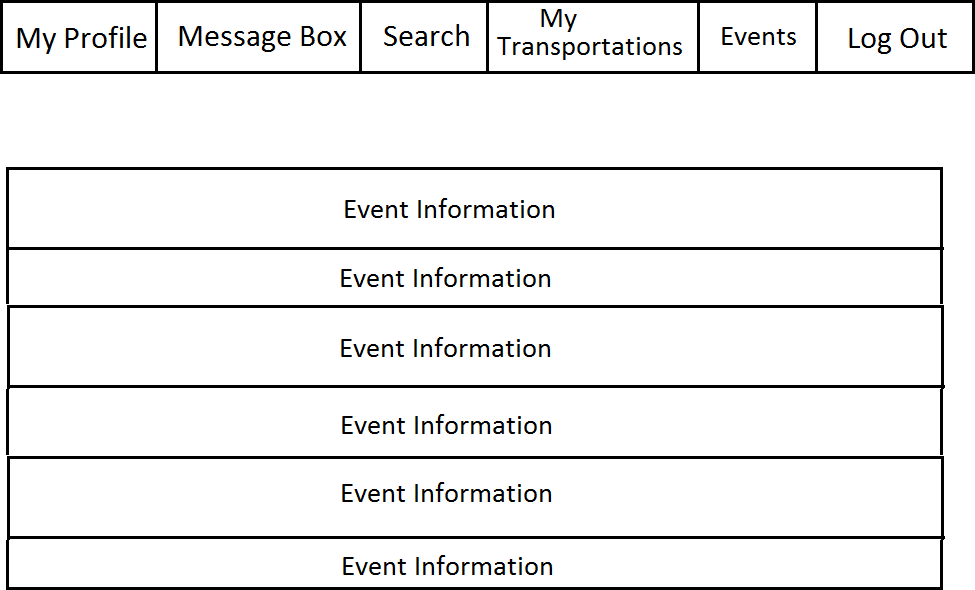 My Profile
Message Box
Search
My
Transportations
Events
Log Out
Event Information
Event Information
Event Information
Event Information
Event Information
Event Information